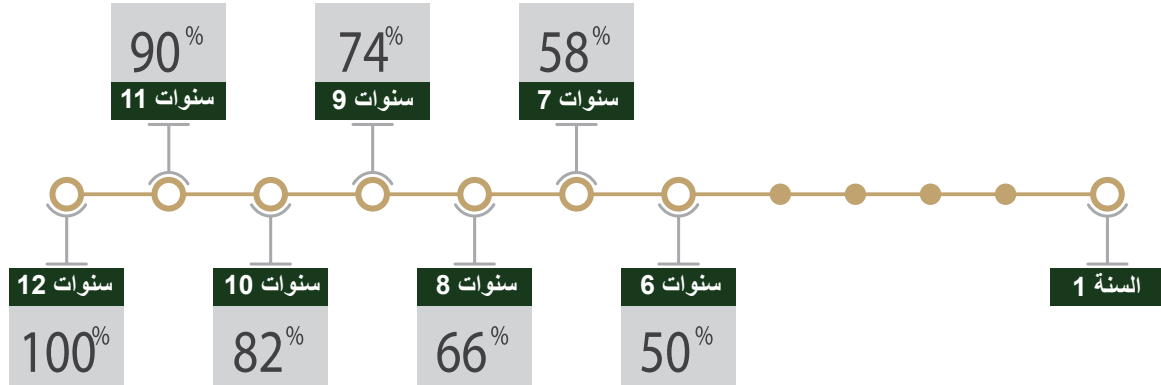 السنة 1
6 سنوات
50%
7 سنوات
58%
8 سنوات
66%
9 سنوات
74%
10 سنوات
82%
11 سنوات
90%
12 سنوات
100%